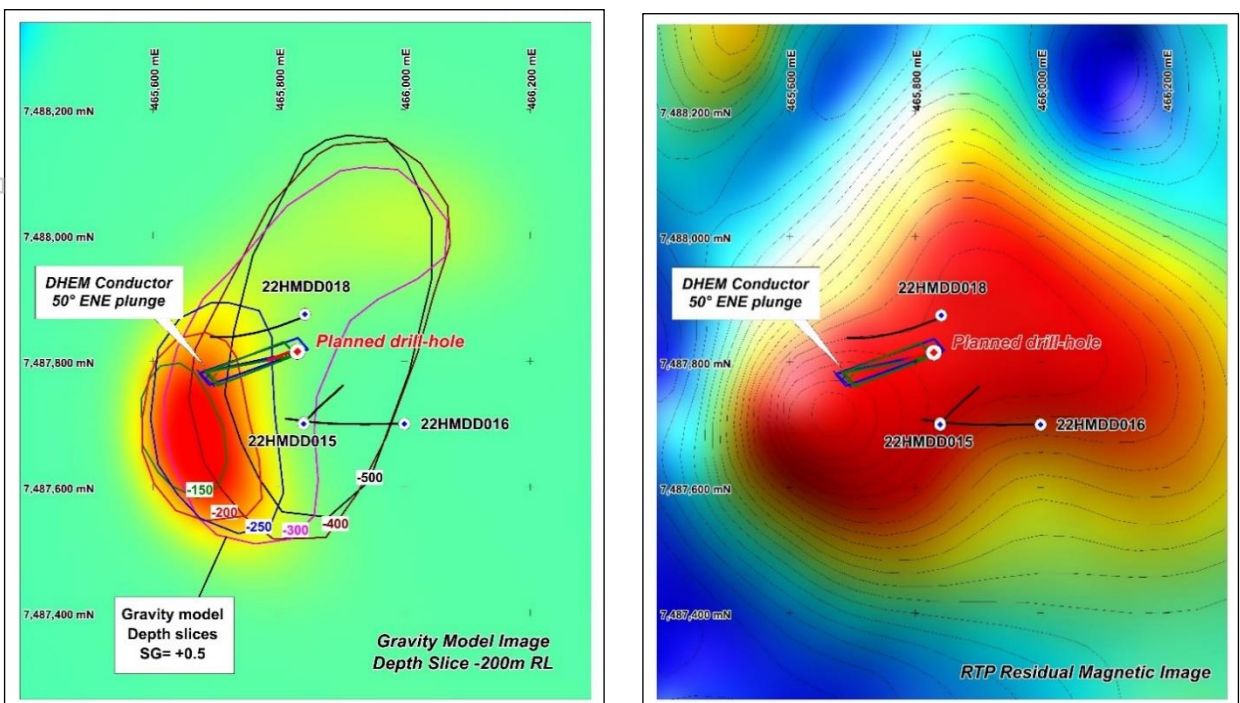 465,600 mE
465,800 mE
466,000 mE
466,200 mE
7,488,200 mN
7,488,000 mN
DHEM Conductor
50° ENE plunge
22HMDD018
Planned drill-hole
7,487,800 mN
22HMDD015
22HMDD016
7,487,600 mN
-150
-200
-250
-300
-400
-500
7,487,400 mN
Gravity model
Depth slices
SG= +0.5
Gravity Model Image
Depth Slice -200m RL
465,600 mE
465,800 mE
466,000 mE
466,200 mE
7,488,200 mN
7,488,000 mN
DHEM Conductor
50° ENE plunge
22HMDD018
Planned drill-hole
7,487,800 mN
22HMDD015
22HMDD016
7,487,600 mN
7,487,400 mN
RTP Residual Magnetic Image